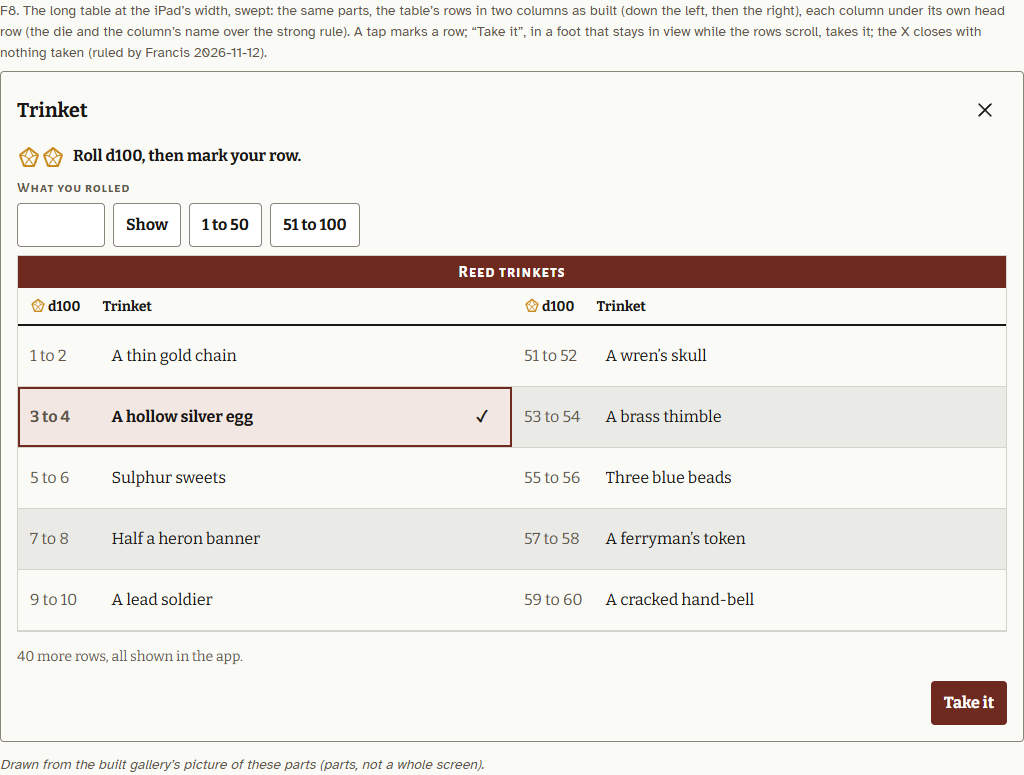 F8. The long table at the iPad's width, swept: the same parts, the table's rows in two columns as built (down the left, then the right), each column under its own head
row (the die and the column's name over the strong rule). A tap marks a row; “Take it”, in a foot that stays in view while the rows scroll, takes it; the X closes with
nothing taken (ruled by Francis 2026-11-12).
Trinket
Roll d100, then mark your row.
What you rolled
Show 1 to 50 51 to 100
Reed trinkets
d100 Trinket d100 Trinket
1 to 2 A thin gold chain 51 to 52 A wren's skull
3 to 4 A hollow silver egg ✓ 53 to 54 A brass thimble
5 to 6 Sulphur sweets 55 to 56 Three blue beads
7 to 8 Half a heron banner 57 to 58 A ferryman's token
9 to 10 A lead soldier 59 to 60 A cracked hand-bell
40 more rows, all shown in the app.
Take it
Drawn from the built gallery's picture of these parts (parts, not a whole screen).